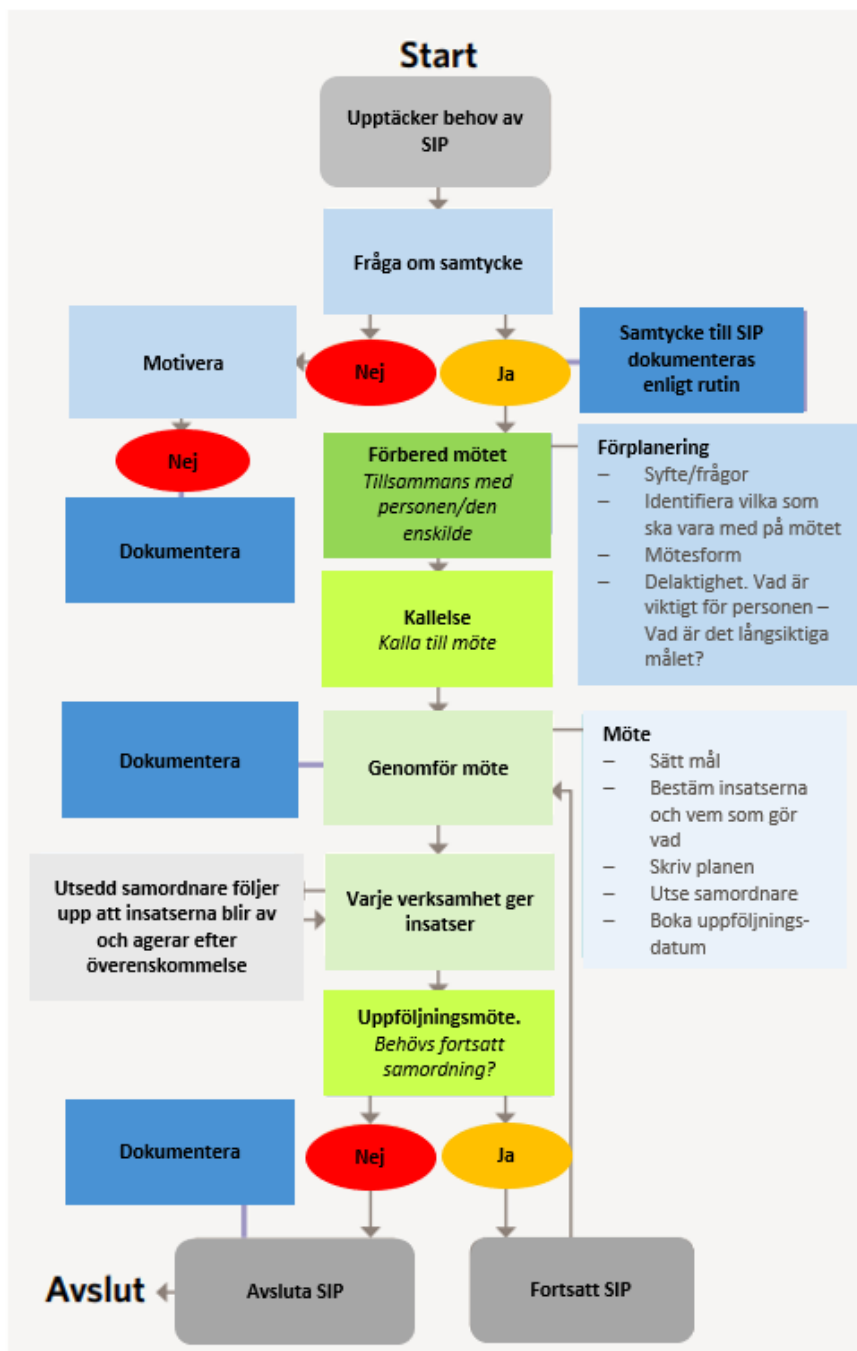 Start
Upptäcker behov av
SIP
Fråga om samtycke
Motivera
Nej
Ja
Samtycke till SIP
dokumenteras
enligt rutin
Nej
Dokumentera
Förbered mötet
Tillsammans med
personen/den
enskilde
Förplanering
– Syfte/frågor
– Identifiera vilka som
ska vara med på mötet
– Mötesform
– Delaktighet. Vad är
viktigt för personen –
Vad är det långsiktiga
målet?
Kallelse
Kalla till möte
Dokumentera
Genomför möte
Möte
– Sätt mål
– Bestäm insatserna
och vem som gör
vad
– Skriv planen
– Utse samordnare
– Boka uppföljnings-
datum
Utsedd samordnare följer
upp att insatserna blir av
och agerar efter
överenskommelse
Varje verksamhet ger
insatser
Uppföljningsmöte.
Behövs fortsatt
samordning?
Dokumentera
Nej
Ja
Avslut
Avsluta SIP
Fortsatt SIP